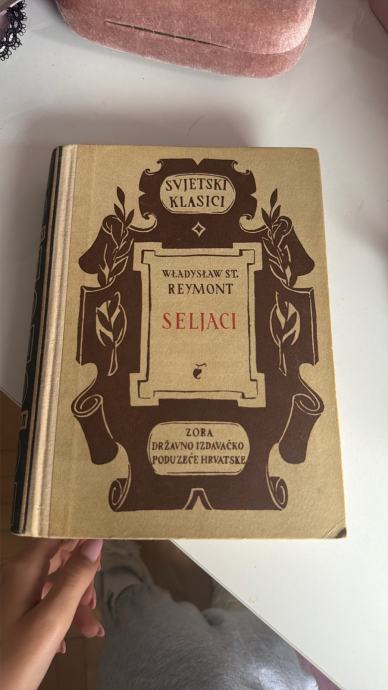 SVJETSKI
KLASICI
WŁADYSŁAW ST.
REYMONT
SELJACI
ZORA
DRŽAVNO IZDAVAČKO
PODUZEĆE HRVATSKE